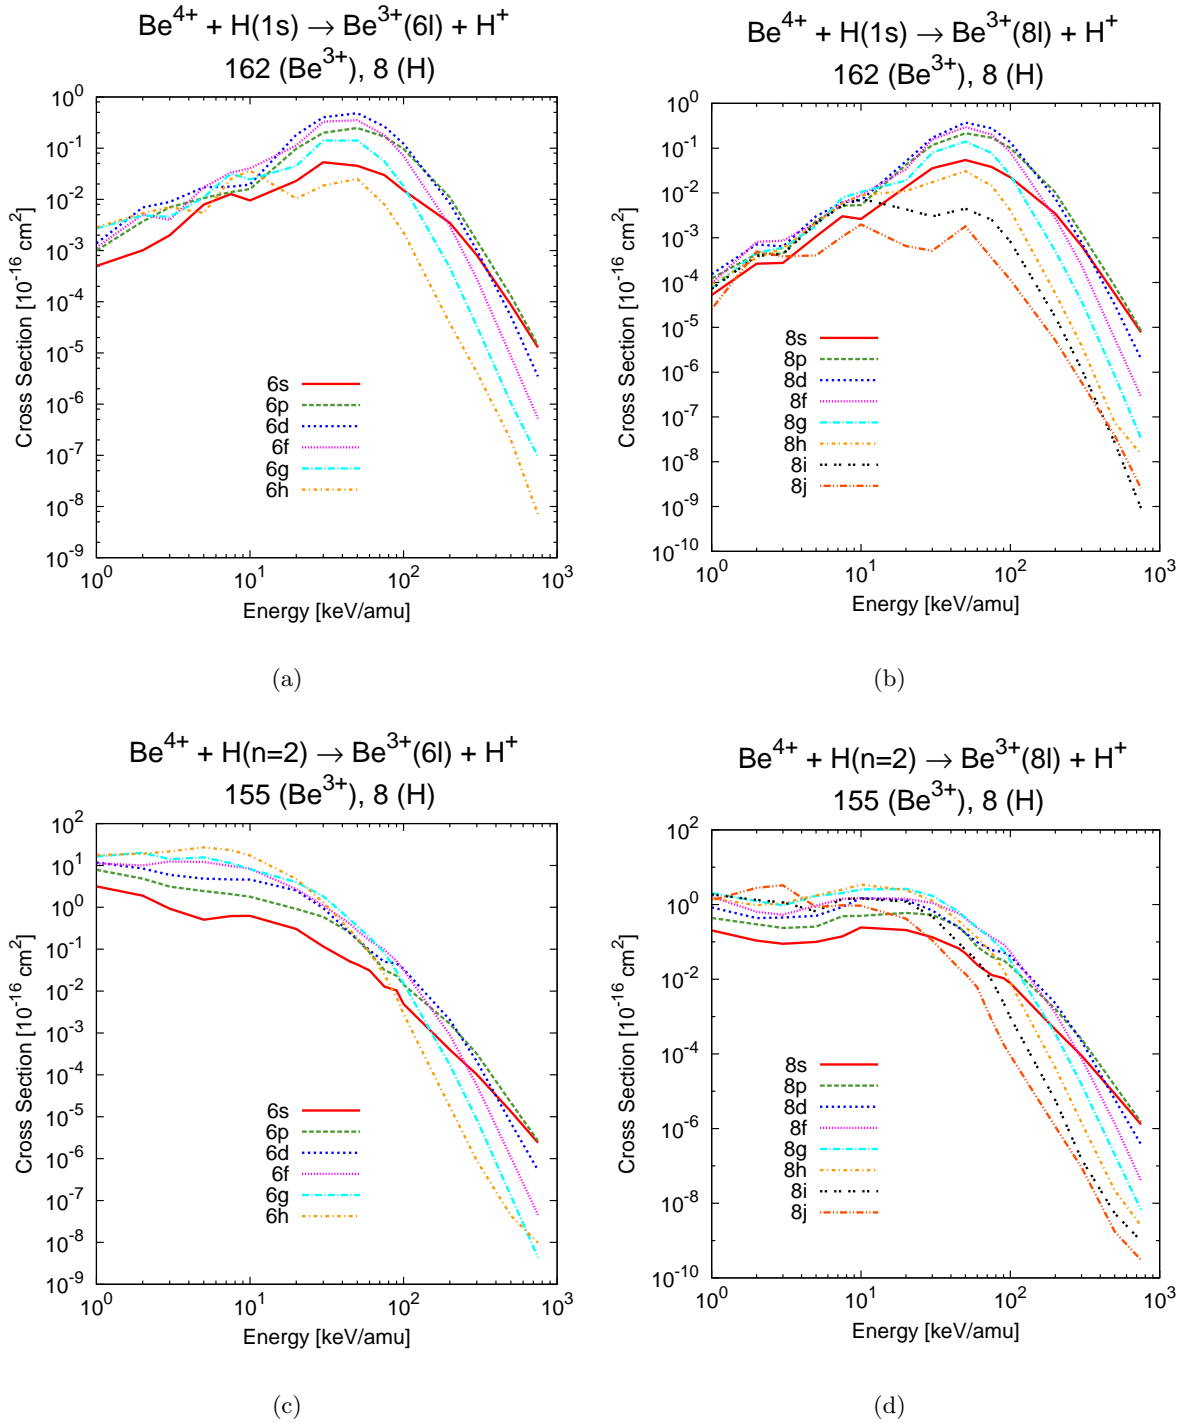 Be⁴⁺ + H(1s) → Be³⁺(6l) + H⁺
162 (Be³⁺), 8 (H)
Cross Section [10⁻¹⁶ cm²]
10⁰
10⁻¹
10⁻²
10⁻³
10⁻⁴
10⁻⁵
10⁻⁶
10⁻⁷
10⁻⁸
10⁻⁹
6s
6p
6d
6f
6g
6h
10⁰ 10¹ 10² 10³
Energy [keV/amu]
(a)
Be⁴⁺ + H(1s) → Be³⁺(8l) + H⁺
162 (Be³⁺), 8 (H)
Cross Section [10⁻¹⁶ cm²]
10⁰
10⁻¹
10⁻²
10⁻³
10⁻⁴
10⁻⁵
10⁻⁶
10⁻⁷
10⁻⁸
10⁻⁹
10⁻¹⁰
8s
8p
8d
8f
8g
8h
8i
8j
10⁰ 10¹ 10² 10³
Energy [keV/amu]
(b)
Be⁴⁺ + H(n=2) → Be³⁺(6l) + H⁺
155 (Be³⁺), 8 (H)
Cross Section [10⁻¹⁶ cm²]
10²
10¹
10⁰
10⁻¹
10⁻²
10⁻³
10⁻⁴
10⁻⁵
10⁻⁶
10⁻⁷
10⁻⁸
10⁻⁹
6s
6p
6d
6f
6g
6h
10⁰ 10¹ 10² 10³
Energy [keV/amu]
(c)
Be⁴⁺ + H(n=2) → Be³⁺(8l) + H⁺
155 (Be³⁺), 8 (H)
Cross Section [10⁻¹⁶ cm²]
10²
10⁰
10⁻²
10⁻⁴
10⁻⁶
10⁻⁸
10⁻¹⁰
8s
8p
8d
8f
8g
8h
8i
8j
10⁰ 10¹ 10² 10³
Energy [keV/amu]
(d)